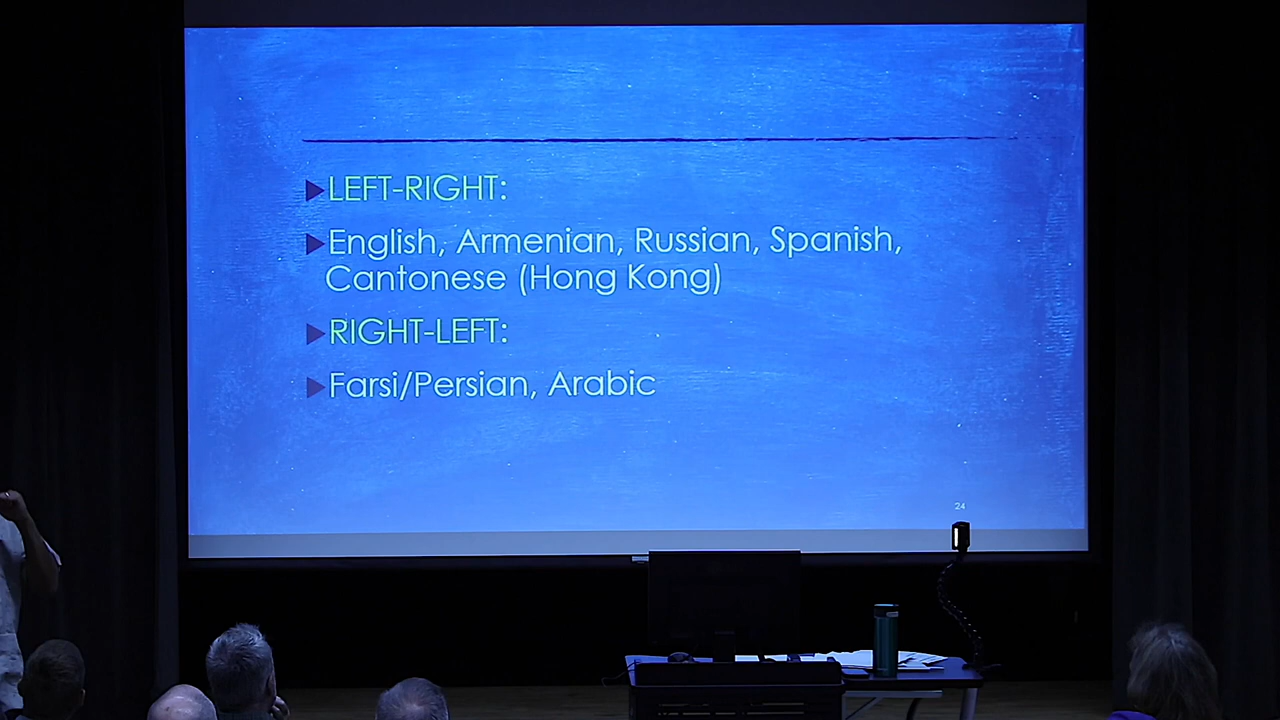 LEFT-RIGHT:
English, Armenian, Russian, Spanish,
Cantonese (Hong Kong)
RIGHT-LEFT:
Farsi/Persian, Arabic
24